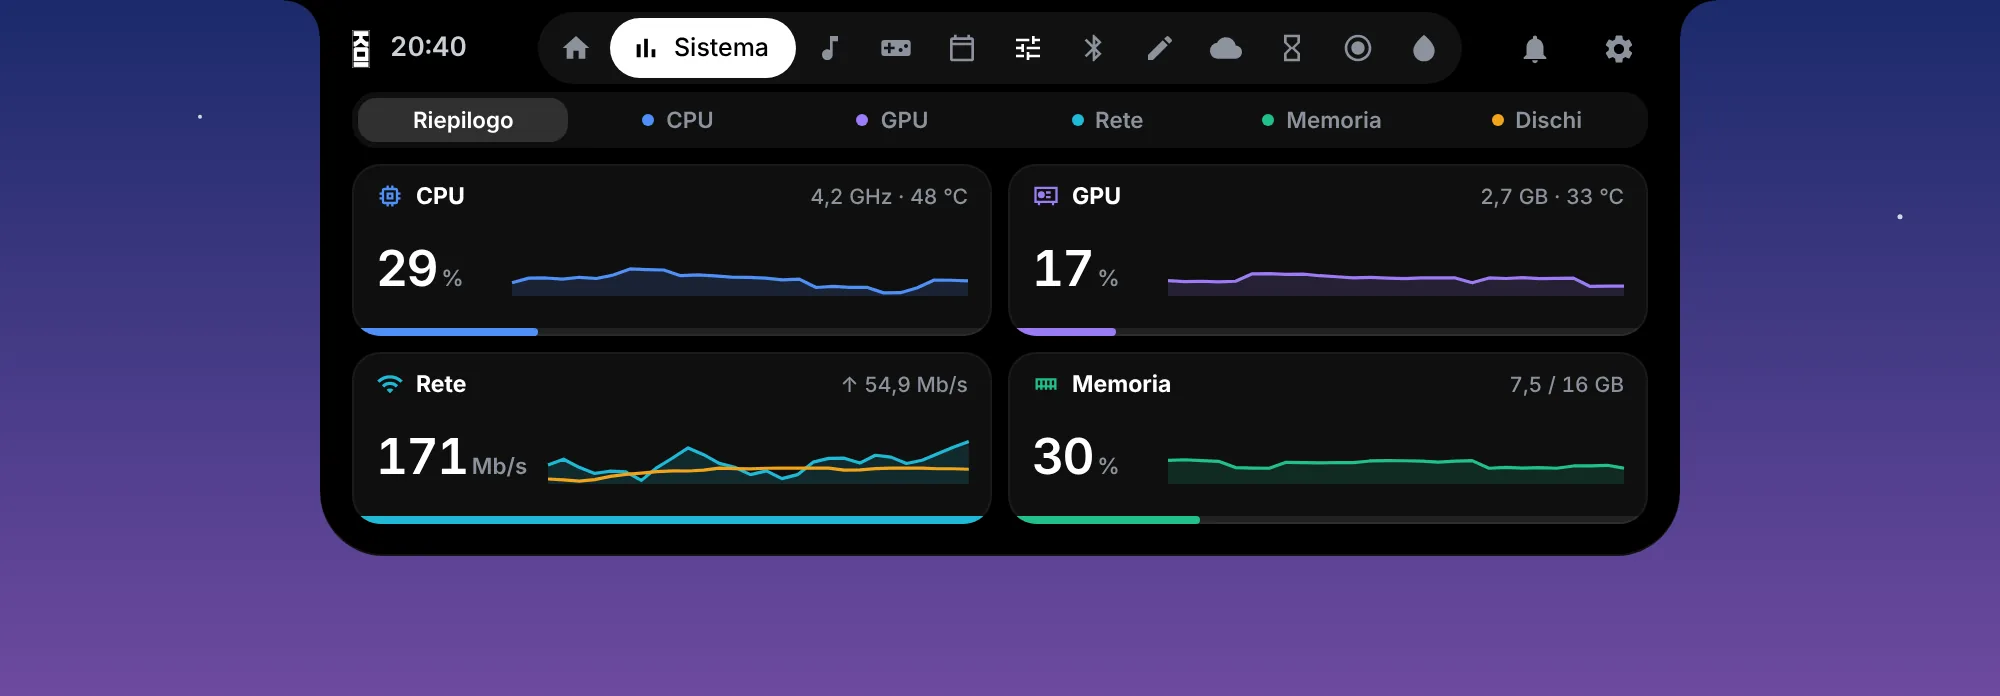 20:40
Sistema
Riepilogo
CPU
GPU
Rete
Memoria
Dischi
CPU
4,2 GHz · 48 °C
29 %
GPU
2,7 GB · 33 °C
17 %
Rete
↑ 54,9 Mb/s
171 Mb/s
Memoria
7,5 / 16 GB
30 %